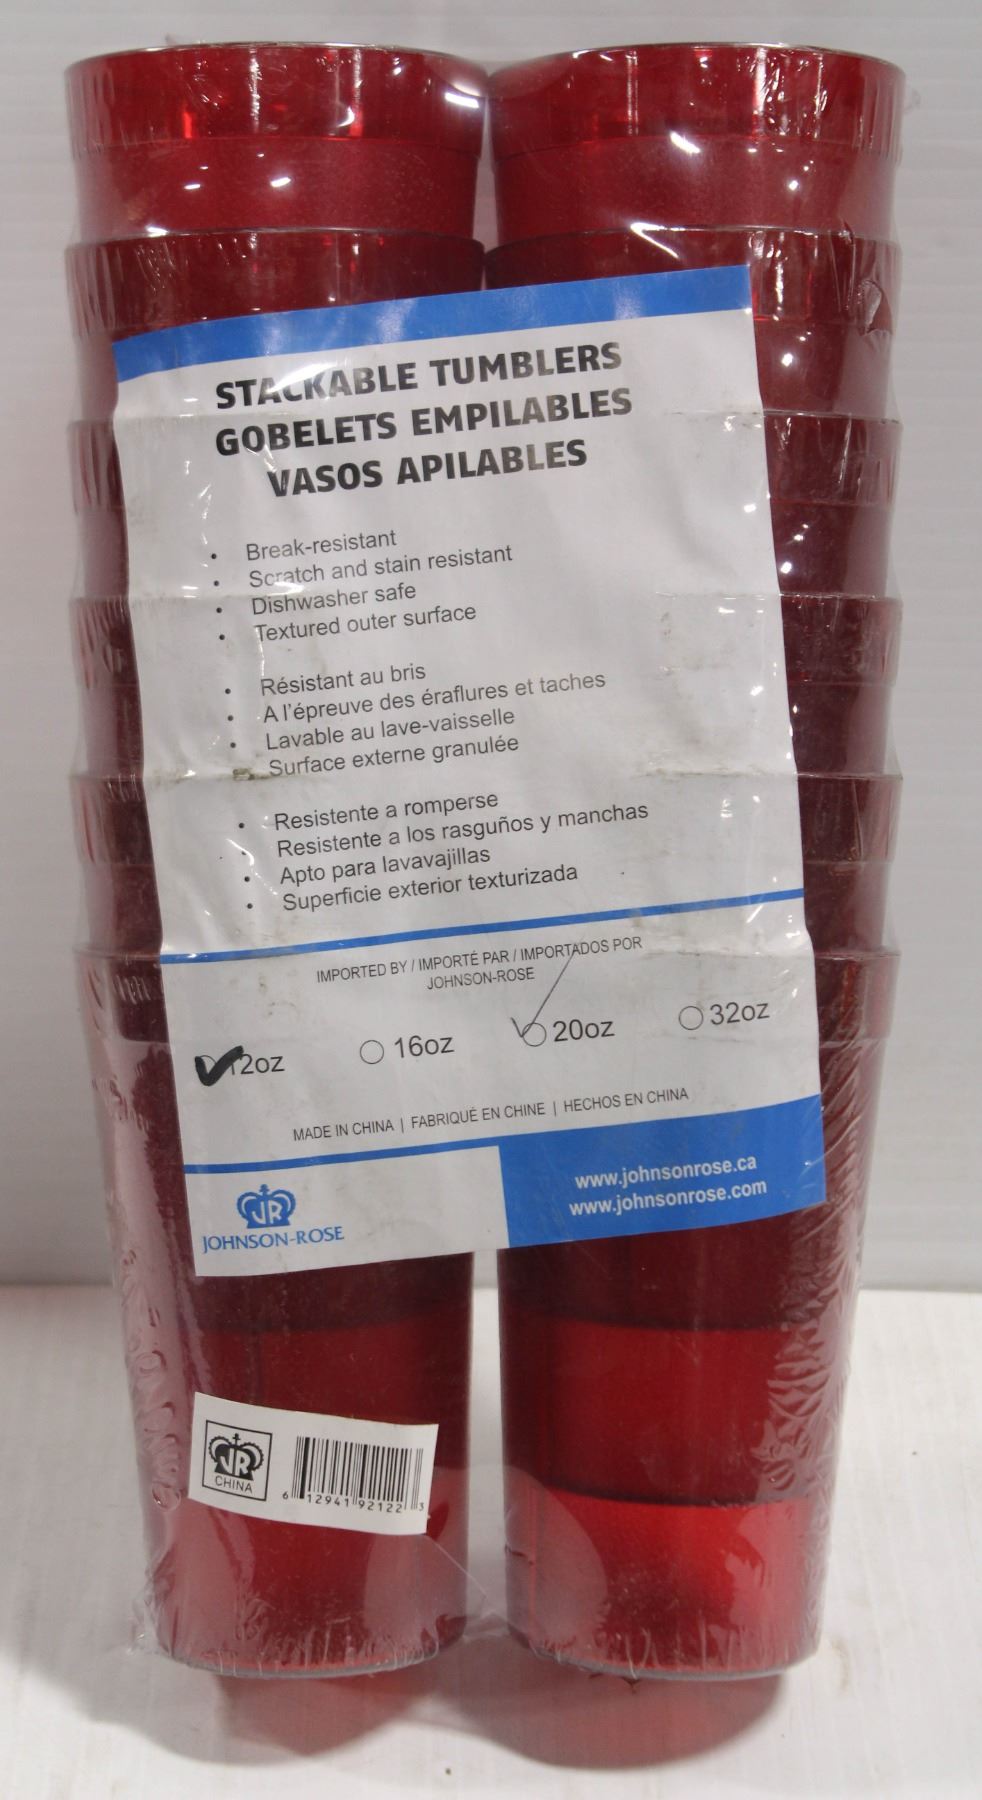 STACKABLE TUMBLERS
GOBELETS EMPILABLES
VASOS APILABLES
• Break-resistant
• Scratch and stain resistant
• Dishwasher safe
• Textured outer surface
• Résistant au bris
• A l'épreuve des éraflures et taches
• Lavable au lave-vaisselle
• Surface externe granulée
• Resistente a romperse
• Resistente a los rasguños y manchas
• Apto para lavavajillas
• Superficie exterior texturizada
IMPORTED BY / IMPORTÉ PAR / IMPORTADOS POR
JOHNSON-ROSE
12oz 16oz 20oz 32oz
MADE IN CHINA | FABRIQUÉ EN CHINE | HECHOS EN CHINA
www.johnsonrose.ca
www.johnsonrose.com
JR
JOHNSON-ROSE
JR
CHINA
6 12941 92122 3